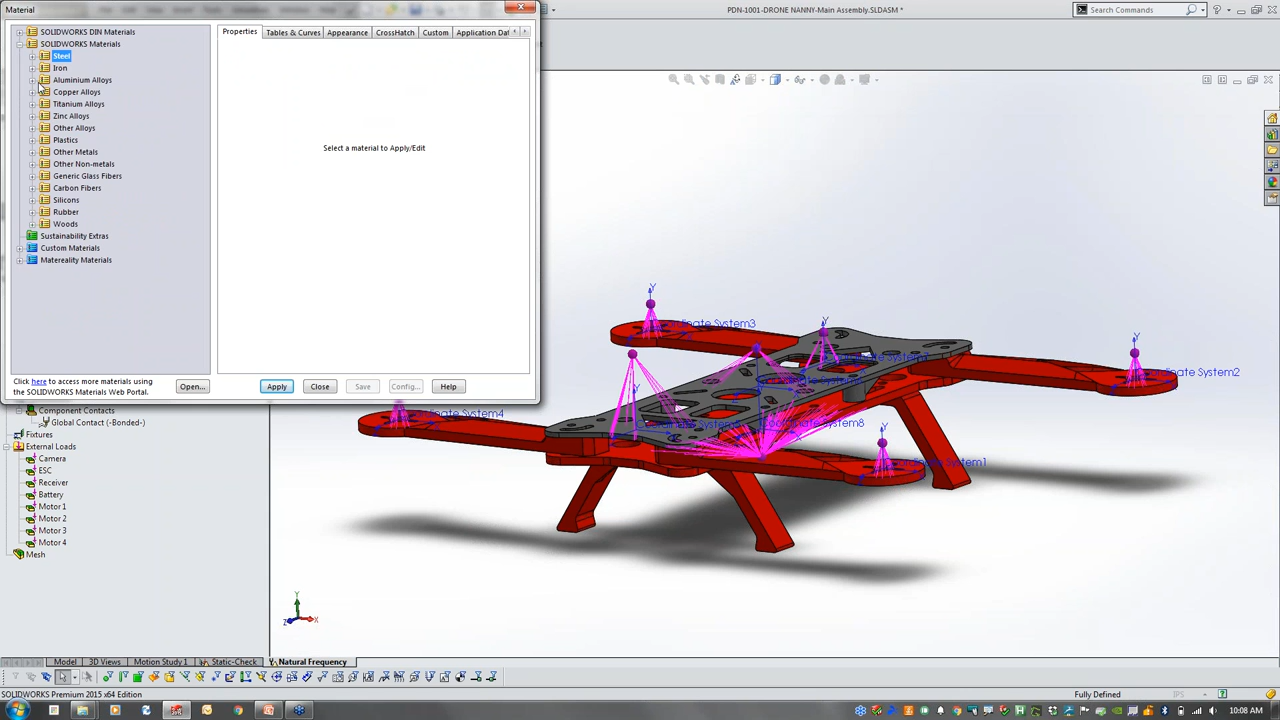 Material
PDN-1001-DRONE NANNY-Main Assembly.SLDASM *
Search Commands
SOLIDWORKS DIN Materials
SOLIDWORKS Materials
Steel
Iron
Aluminium Alloys
Copper Alloys
Titanium Alloys
Zinc Alloys
Other Alloys
Plastics
Other Metals
Other Non-metals
Generic Glass Fibers
Carbon Fibers
Silicons
Rubber
Woods
Sustainability Extras
Custom Materials
Matereality Materials
Properties Tables & Curves Appearance CrossHatch Custom Application Dat
Select a material to Apply/Edit
Click here to access more materials using
the SOLIDWORKS Materials Web Portal.
Open...
Apply Close Save Config... Help
Component Contacts
Global Contact (-Bonded-)
Fixtures
External Loads
Camera
ESC
Receiver
Battery
Motor 1
Motor 2
Motor 3
Motor 4
Mesh
Y
Y
Y
Y
Y
System3
System2
System4
System8
System1
Y
X
Z
Model 3D Views Motion Study 1 Static-Check Natural Frequency
SOLIDWORKS Premium 2015 x64 Edition
Fully Defined
IPS
10:08 AM